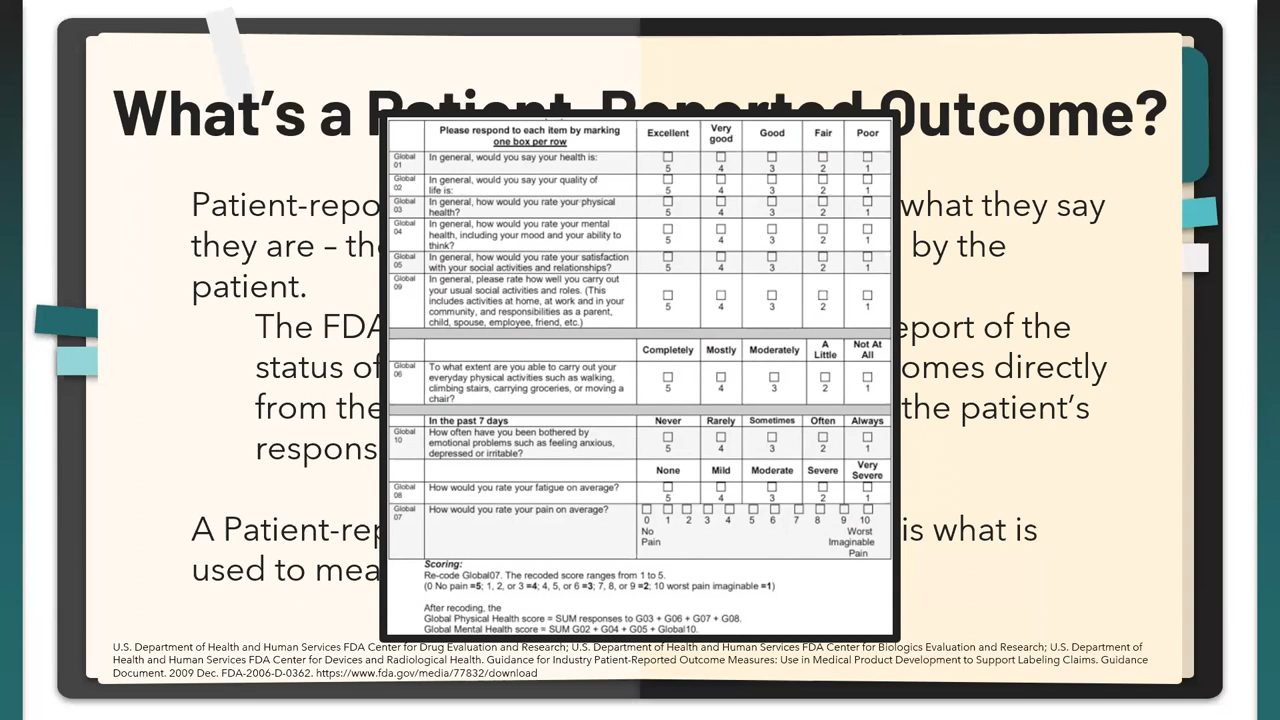 What's a Patient-Reported Outcome?
Patient-repo what they say
they are – the by the
patient.
The FDA eport of the
status of omes directly
from the the patient's
respons
A Patient-rep is what is
used to mea
Please respond to each item by marking one box per row Excellent Very good Good Fair Poor
Global 01 In general, would you say your health is: 5 4 3 2 1
Global 02 In general, would you say your quality of
life is: 5 4 3 2 1
Global 03 In general, how would you rate your physical
health? 5 4 3 2 1
Global 04 In general, how would you rate your mental
health, including your mood and your ability to
think? 5 4 3 2 1
Global 05 In general, how would you rate your satisfaction
with your social activities and relationships? 5 4 3 2 1
Global 09 In general, please rate how well you carry out
your usual social activities and roles. (This
includes activities at home, at work and in your
community, and responsibilities as a parent,
child, spouse, employee, friend, etc.) 5 4 3 2 1
Completely Mostly Moderately A Little Not At All
Global 06 To what extent are you able to carry out your
everyday physical activities such as walking,
climbing stairs, carrying groceries, or moving a
chair? 5 4 3 2 1
In the past 7 days Never Rarely Sometimes Often Always
Global 10 How often have you been bothered by
emotional problems such as feeling anxious,
depressed or irritable? 5 4 3 2 1
None Mild Moderate Severe Very Severe
Global 08 How would you rate your fatigue on average? 5 4 3 2 1
Global 07 How would you rate your pain on average? 0 1 2 3 4 5 6 7 8 9 10
No Pain Worst Imaginable Pain
Scoring:
Re-code Global07. The recoded score ranges from 1 to 5.
(0 No pain =5; 1, 2, or 3 =4; 4, 5, or 6 =3; 7, 8, or 9 =2; 10 worst pain imaginable =1)
After recoding, the
Global Physical Health score = SUM responses to G03 + G06 + G07 + G08.
Global Mental Health score = SUM G02 + G04 + G05 + Global10.
U.S. Department of Health and Human Services FDA Center for Drug Evaluation and Research; U.S. Department of Health and Human Services FDA Center for Biologics Evaluation and Research; U.S. Department of
Health and Human Services FDA Center for Devices and Radiological Health. Guidance for Industry Patient-Reported Outcome Measures: Use in Medical Product Development to Support Labeling Claims. Guidance
Document. 2009 Dec. FDA-2006-D-0362. https://www.fda.gov/media/77832/download